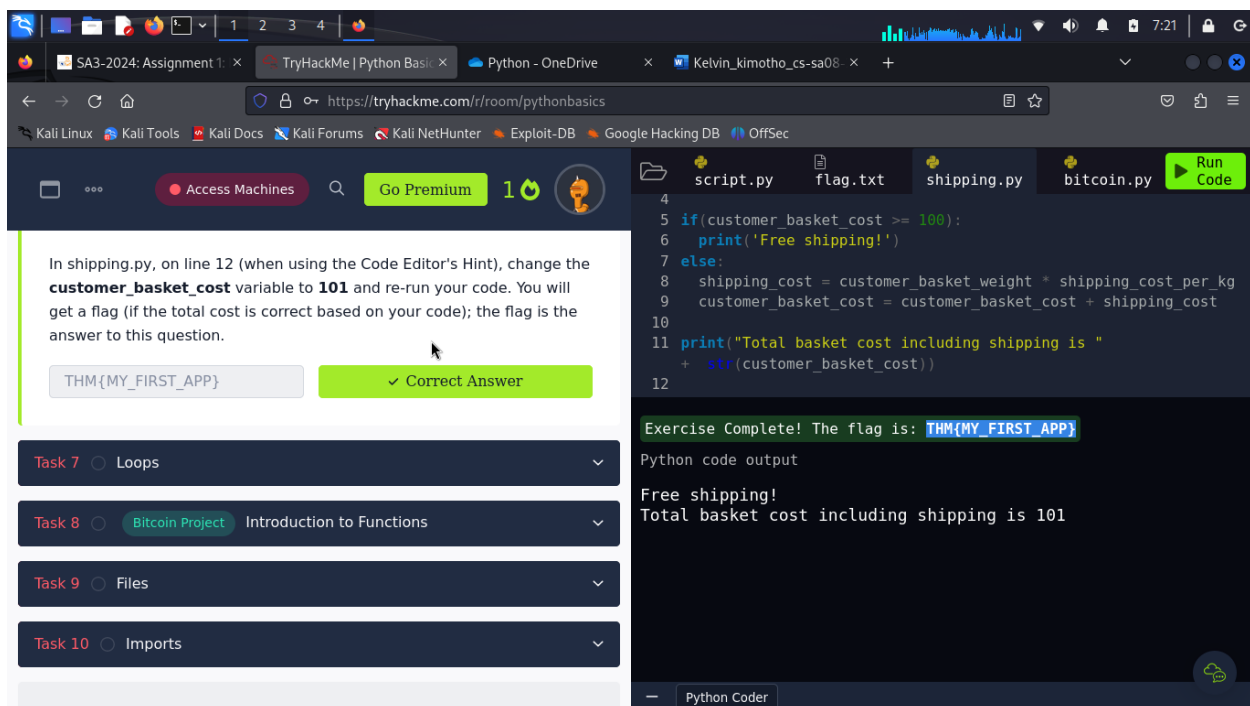 1 2 3 4 7:21
SA3-2024: Assignment 1:
TryHackMe | Python Basic
Python - OneDrive
Kelvin_kimotho_cs-sa08-
https://tryhackme.com/r/room/pythonbasics
Kali Linux Kali Tools Kali Docs Kali Forums Kali NetHunter Exploit-DB Google Hacking DB OffSec
Access Machines
Go Premium
1
In shipping.py, on line 12 (when using the Code Editor's Hint), change the
customer_basket_cost variable to 101 and re-run your code. You will
get a flag (if the total cost is correct based on your code); the flag is the
answer to this question.
THM{MY_FIRST_APP}
✓ Correct Answer
Task 7 Loops
Task 8 Bitcoin Project Introduction to Functions
Task 9 Files
Task 10 Imports
script.py flag.txt shipping.py bitcoin.py
Run
Code
4
5 if(customer_basket_cost >= 100):
6 print('Free shipping!')
7 else:
8 shipping_cost = customer_basket_weight * shipping_cost_per_kg
9 customer_basket_cost = customer_basket_cost + shipping_cost
10
11 print("Total basket cost including shipping is "
+ str(customer_basket_cost))
12
Exercise Complete! The flag is: THM{MY_FIRST_APP}
Python code output
Free shipping!
Total basket cost including shipping is 101
Python Coder